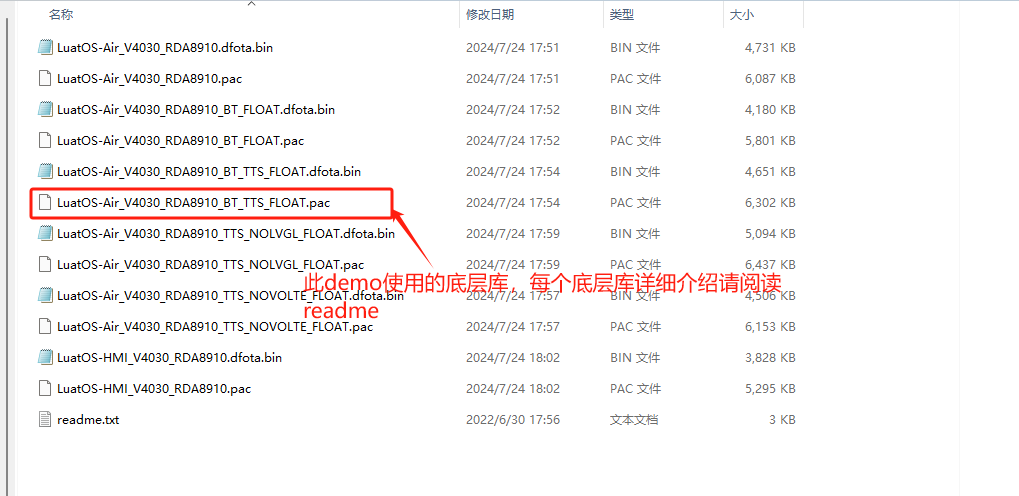 名称 修改日期 类型 大小
LuatOS-Air_V4030_RDA8910.dfota.bin 2024/7/24 17:51 BIN 文件 4,731 KB
LuatOS-Air_V4030_RDA8910.pac 2024/7/24 17:51 PAC 文件 6,087 KB
LuatOS-Air_V4030_RDA8910_BT_FLOAT.dfota.bin 2024/7/24 17:52 BIN 文件 4,180 KB
LuatOS-Air_V4030_RDA8910_BT_FLOAT.pac 2024/7/24 17:52 PAC 文件 5,801 KB
LuatOS-Air_V4030_RDA8910_BT_TTS_FLOAT.dfota.bin 2024/7/24 17:54 BIN 文件 4,651 KB
LuatOS-Air_V4030_RDA8910_BT_TTS_FLOAT.pac 2024/7/24 17:54 PAC 文件 6,302 KB
LuatOS-Air_V4030_RDA8910_TTS_NOLVGL_FLOAT.dfota.bin 2024/7/24 17:59 BIN 文件 5,094 KB
LuatOS-Air_V4030_RDA8910_TTS_NOLVGL_FLOAT.pac 2024/7/24 17:59 PAC 文件 6,437 KB
此demo使用的底层库，每个底层库详细介绍请阅读
readme
LuatOS-Air_V4030_RDA8910_TTS_NOVOLTE_FLOAT.dfota.bin 2024/7/24 17:57 BIN 文件 4,506 KB
LuatOS-Air_V4030_RDA8910_TTS_NOVOLTE_FLOAT.pac 2024/7/24 17:57 PAC 文件 6,153 KB
LuatOS-HMI_V4030_RDA8910.dfota.bin 2024/7/24 18:02 BIN 文件 3,828 KB
LuatOS-HMI_V4030_RDA8910.pac 2024/7/24 18:02 PAC 文件 5,295 KB
readme.txt 2022/6/30 17:56 文本文档 3 KB